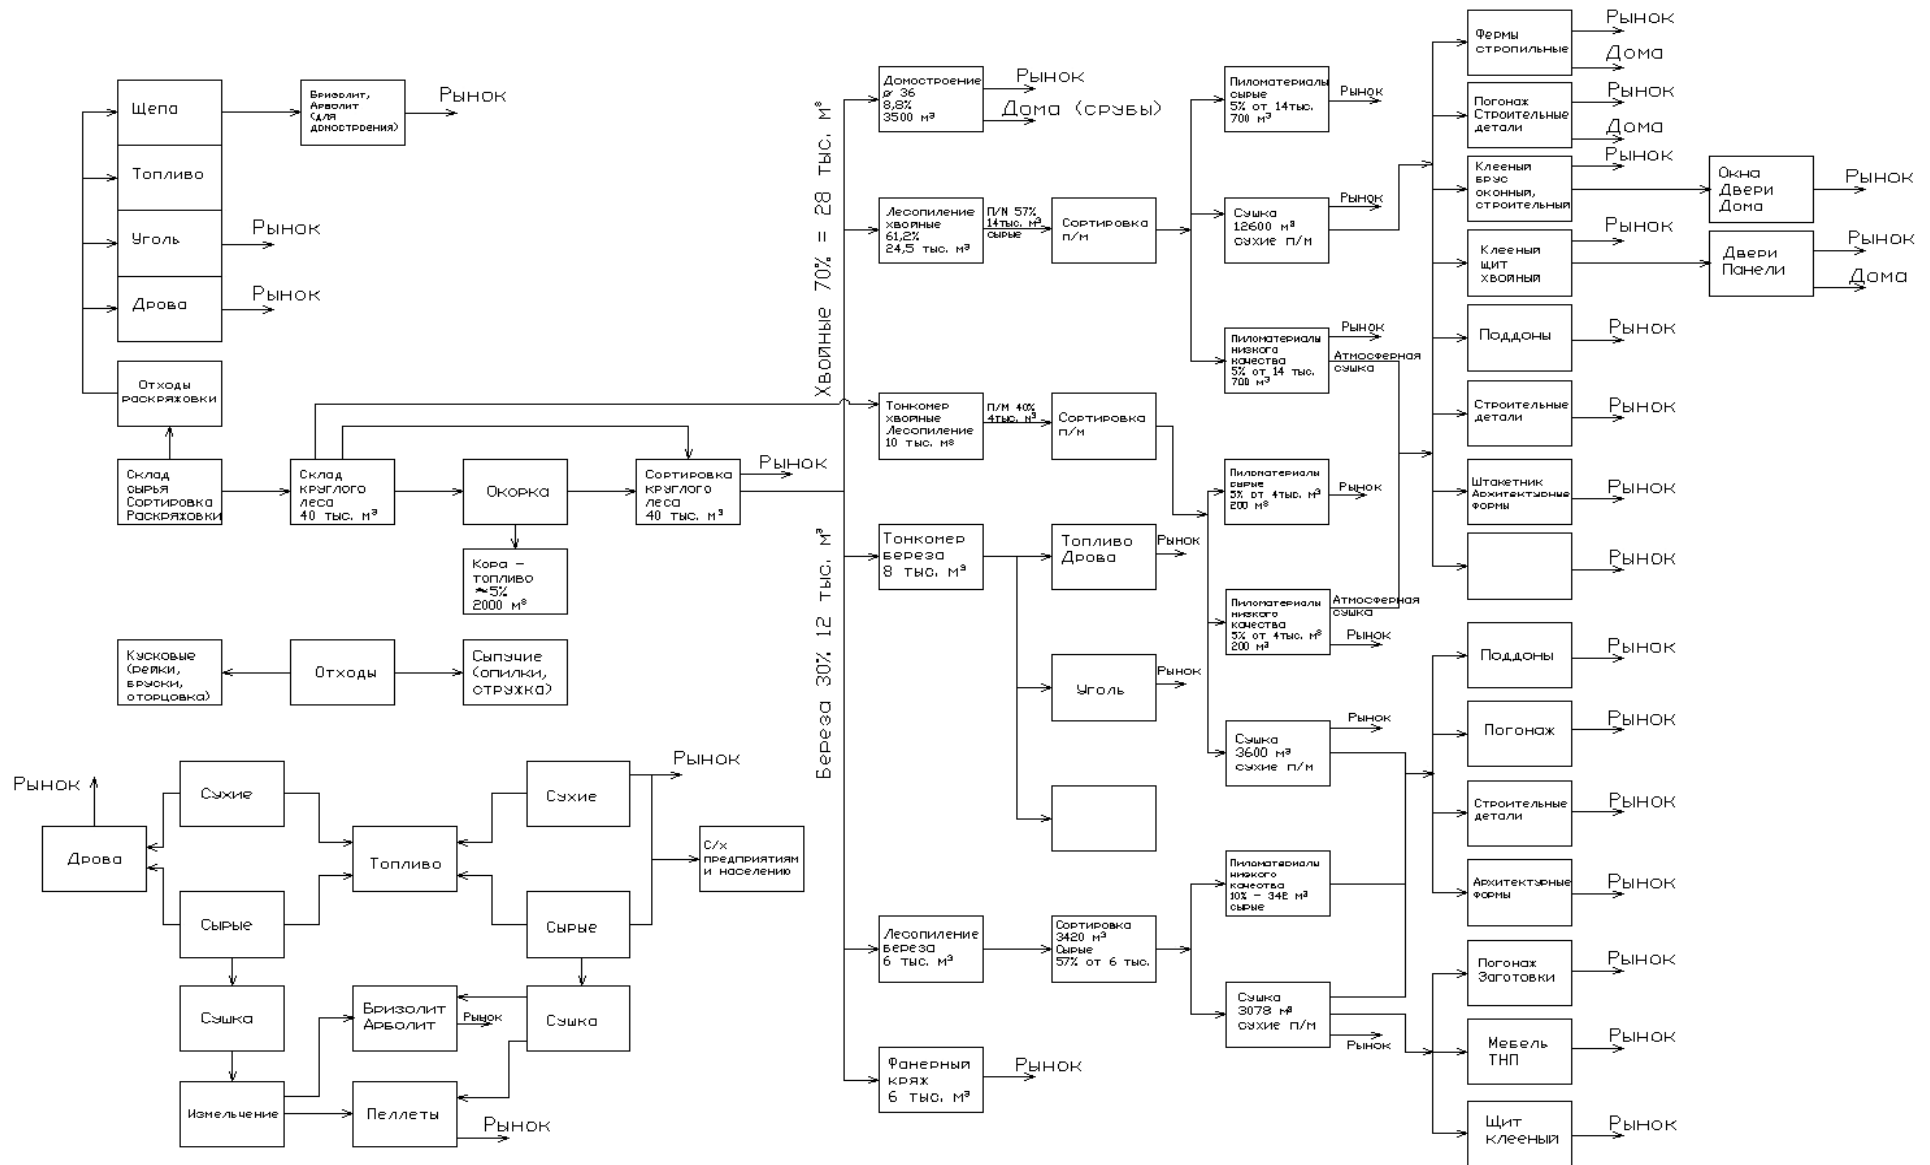 Щепа
Бризолит,
Арболит
(для
домостроения)
Рынок
Топливо
Уголь
Рынок
Дрова
Рынок
Отходы
раскряжовки
Склад
сырья
Сортировка
Раскряжовки
Склад
круглого
леса
40 тыс. м³
Окорка
Сортировка
круглого
леса
40 тыс. м³
Рынок
Кора -
топливо
≈5%
2000 м³
Кусковые
(рейки,
бруски,
оторцовка)
Отходы
Сыпучие
(опилки,
стружка)
Рынок
Дрова
Сухие
Сырые
Топливо
Сухие
Сырые
Рынок
С/х
предприятиям
и населению
Сушка
Бризолит
Арболит
Рынок
Сушка
Измельчение
Пеллеты
Рынок
Хвойные 70% = 28 тыс. м³
Береза 30% 12 тыс. м³
Домостроение
⌀ 36
8,8%
3500 м³
Рынок
Дома (срубы)
Лесопиление
хвойные
61,2%
24,5 тыс. м³
П/N 57%
14тыс. м³
сырые
Сортировка
п/м
Тонкомер
хвойные
Лесопиление
10 тыс. м³
П/М 40%
4тыс. м³
Сортировка
п/м
Тонкомер
береза
8 тыс. м³
Топливо
Дрова
Рынок
Уголь
Рынок
Лесопиление
береза
6 тыс. м³
Сортировка
3420 м³
Сырые
57% от 6 тыс.
Фанерный
кряж
6 тыс. м³
Рынок
Пиломатериалы
сырые
5% от 14тыс.
700 м³
Рынок
Сушка
12600 м³
сухие п/м
Рынок
Пиломатериалы
низкого
качества
5% от 14 тыс.
700 м³
Рынок
Атмосферная
сушка
Пиломатериалы
сырые
5% от 4тыс. м³
200 м³
Рынок
Пиломатериалы
низкого
качества
5% от 4тыс. м³
200 м³
Атмосферная
сушка
Рынок
Сушка
3600 м³
сухие п/м
Рынок
Пиломатериалы
низкого
качества
10% - 342 м³
сырые
Сушка
3078 м³
сухие п/м
Рынок
Фермы
стропильные
Рынок
Дома
Погонаж
Строительные
детали
Рынок
Дома
Клееный
брус
оконный,
строительный
Рынок
Окна
Двери
Дома
Рынок
Клееный
щит
хвойный
Рынок
Двери
Панели
Рынок
Дома
Поддоны
Рынок
Строительные
детали
Рынок
Штакетник
Архитектурные
формы
Рынок
Рынок
Поддоны
Рынок
Погонаж
Рынок
Строительные
детали
Рынок
Архитектурные
формы
Рынок
Погонаж
Заготовки
Рынок
Мебель
ТНП
Рынок
Щит
клееный
Рынок